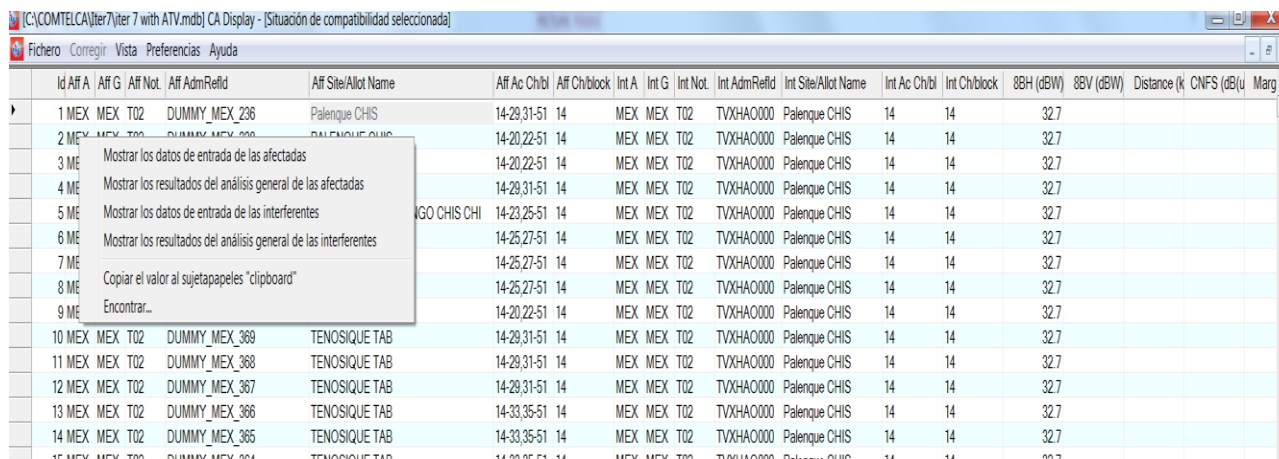 [C:\COMTELCA\Iter7\iter 7 with ATV.mdb] CA Display - [Situación de compatibilidad seleccionada]
Fichero Corregir Vista Preferencias Ayuda
Id Aff A Aff G Aff Not. Aff AdmRefId Aff Site/Allot Name Aff Ac Ch/bl Aff Ch/block Int A Int G Int Not. Int AdmRefId Int Site/Allot Name Int Ac Ch/bl Int Ch/block 8BH (dBW) 8BV (dBW) Distance (k CNFS (dB(u Marg
1 MEX MEX T02 DUMMY_MEX_236 Palenque CHIS 14-29,31-51 14 MEX MEX T02 TVXHAO000 Palenque CHIS 14 14 32.7
2 14-20,22-51 14 MEX MEX T02 TVXHAO000 Palenque CHIS 14 14 32.7
Mostrar los datos de entrada de las afectadas
3 14-20,22-51 14 MEX MEX T02 TVXHAO000 Palenque CHIS 14 14 32.7
Mostrar los resultados del análisis general de las afectadas
4 14-29,31-51 14 MEX MEX T02 TVXHAO000 Palenque CHIS 14 14 32.7
Mostrar los datos de entrada de las interferentes
5 CHIS CHI 14-23,25-51 14 MEX MEX T02 TVXHAO000 Palenque CHIS 14 14 32.7
Mostrar los resultados del análisis general de las interferentes
6 14-25,27-51 14 MEX MEX T02 TVXHAO000 Palenque CHIS 14 14 32.7
7 14-25,27-51 14 MEX MEX T02 TVXHAO000 Palenque CHIS 14 14 32.7
Copiar el valor al sujetapapeles "clipboard"
8 14-25,27-51 14 MEX MEX T02 TVXHAO000 Palenque CHIS 14 14 32.7
Encontrar...
9 14-20,22-51 14 MEX MEX T02 TVXHAO000 Palenque CHIS 14 14 32.7
10 MEX MEX T02 DUMMY_MEX_369 TENOSIQUE TAB 14-29,31-51 14 MEX MEX T02 TVXHAO000 Palenque CHIS 14 14 32.7
11 MEX MEX T02 DUMMY_MEX_368 TENOSIQUE TAB 14-29,31-51 14 MEX MEX T02 TVXHAO000 Palenque CHIS 14 14 32.7
12 MEX MEX T02 DUMMY_MEX_367 TENOSIQUE TAB 14-29,31-51 14 MEX MEX T02 TVXHAO000 Palenque CHIS 14 14 32.7
13 MEX MEX T02 DUMMY_MEX_366 TENOSIQUE TAB 14-33,35-51 14 MEX MEX T02 TVXHAO000 Palenque CHIS 14 14 32.7
14 MEX MEX T02 DUMMY_MEX_365 TENOSIQUE TAB 14-33,35-51 14 MEX MEX T02 TVXHAO000 Palenque CHIS 14 14 32.7